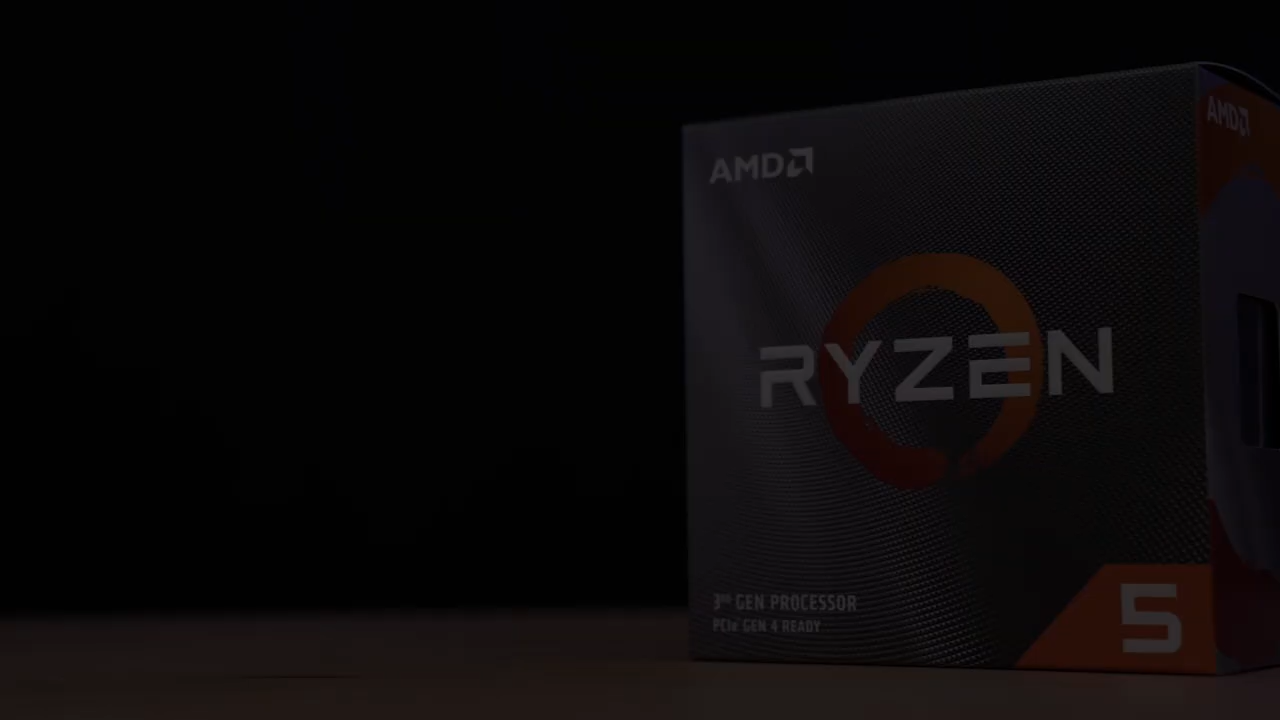 AMD
AMD
RYZEN
3RD GEN PROCESSOR
PCIe® GEN 4 READY
5